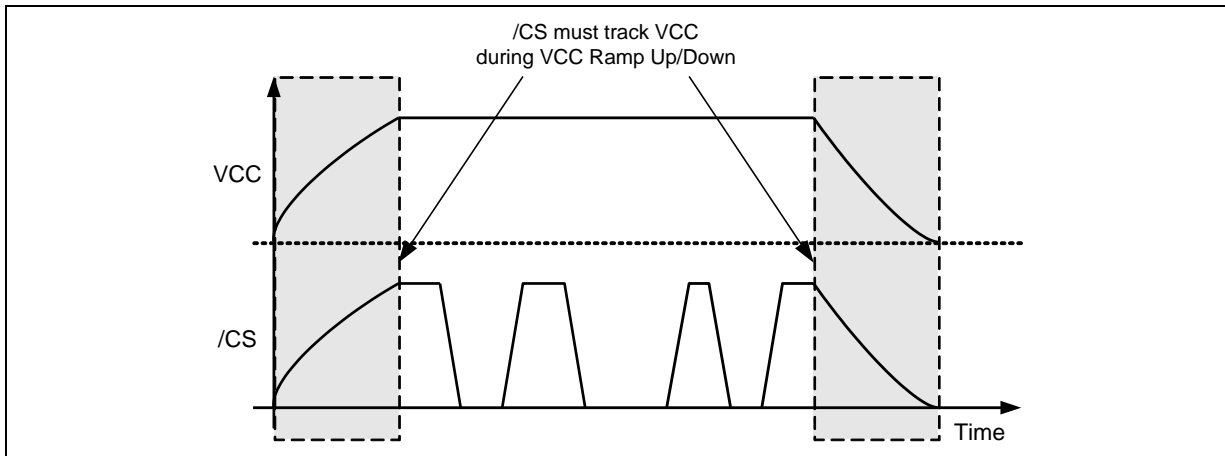 /CS must track VCC
during VCC Ramp Up/Down
VCC
/CS
Time